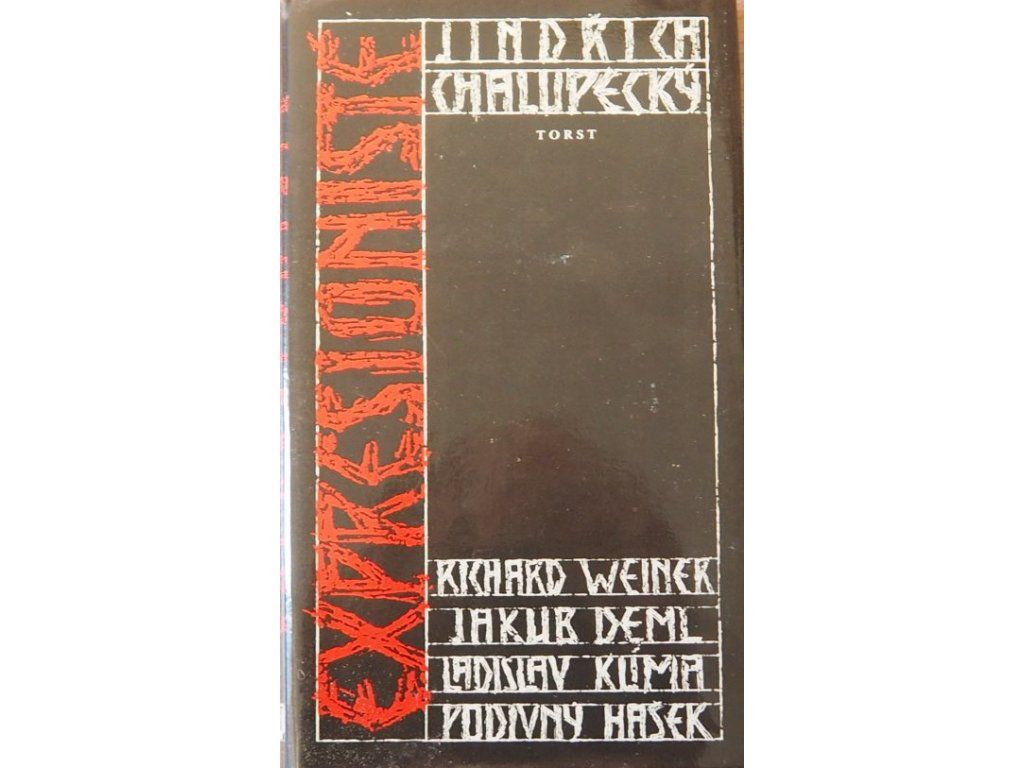 EXPRESIONISTÉ
JINDŘICH
CHALUPECKÝ
TORST
RICHARD WEINER
JAKUB DEML
LADISLAV KLÍMA
PODIVNÝ HAŠEK